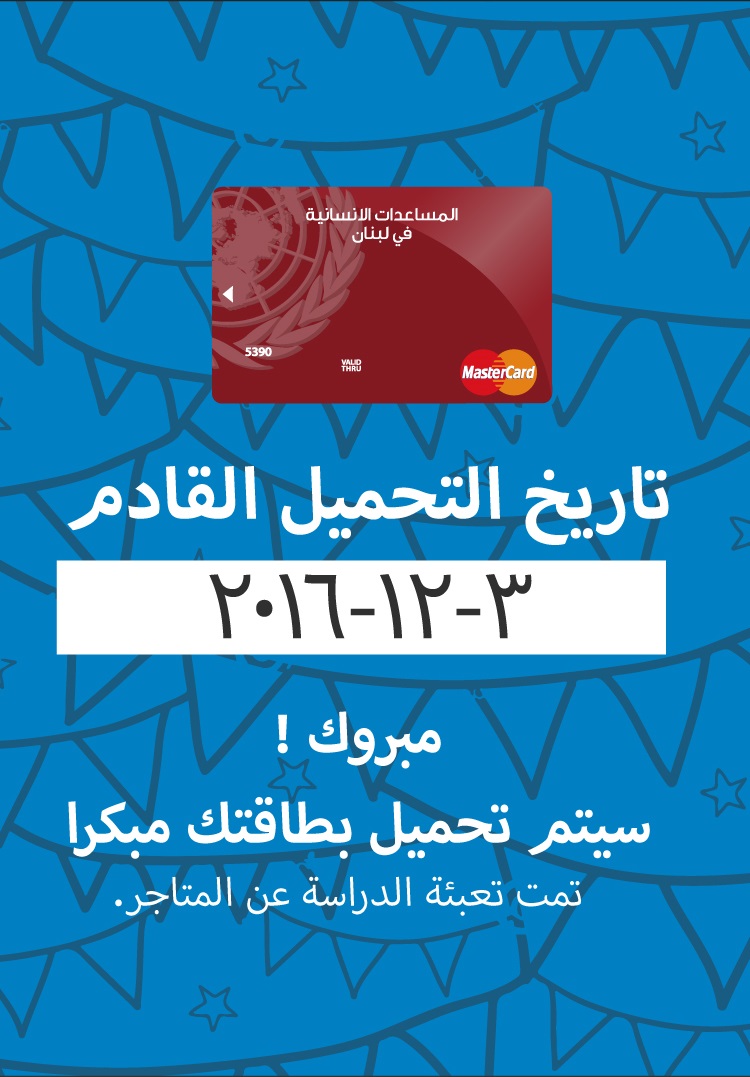 المساعدات الانسانية
في لبنان
5390
VALID
THRU
MasterCard
تاريخ التحميل القادم
٣-١٢-٢٠١٦
مبروك !
سيتم تحميل بطاقتك مبكرا
تمت تعبئة الدراسة عن المتاجر.